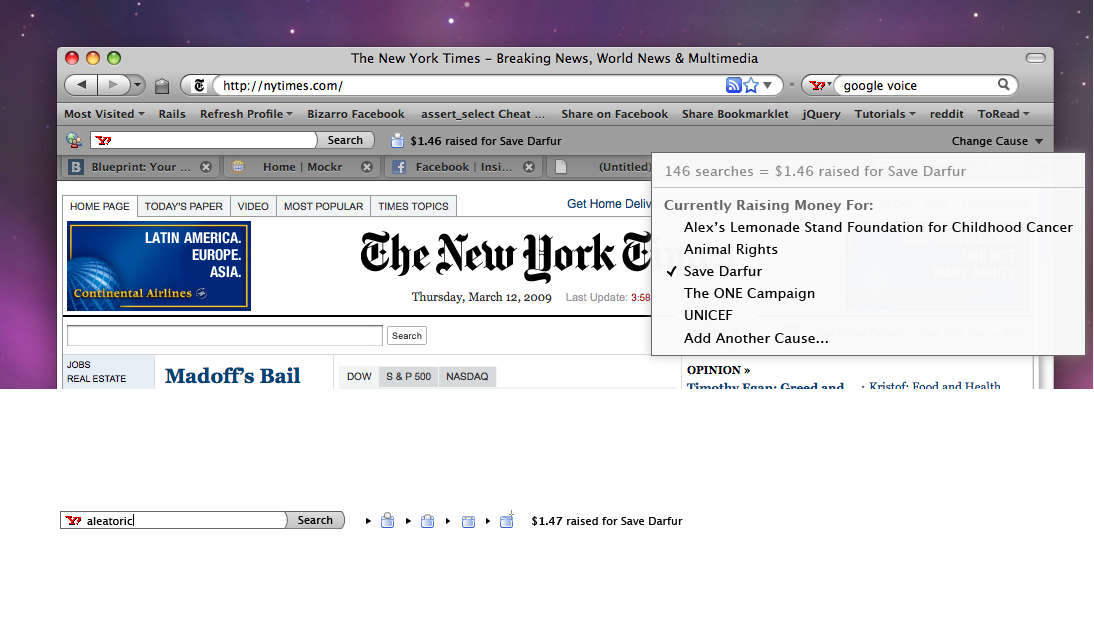 The New York Times – Breaking News, World News & Multimedia
http://nytimes.com/
google voice
Most Visited Rails Refresh Profile Bizarro Facebook assert_select Cheat ... Share on Facebook Share Bookmarklet jQuery Tutorials reddit ToRead
Search $1.46 raised for Save Darfur Change Cause
Blueprint: Your ... Home | Mockr Facebook | Insi... (Untitled)
146 searches = $1.46 raised for Save Darfur
Currently Raising Money For:
Alex's Lemonade Stand Foundation for Childhood Cancer
Animal Rights
✓ Save Darfur
The ONE Campaign
UNICEF
Add Another Cause...
HOME PAGE TODAY'S PAPER VIDEO MOST POPULAR TIMES TOPICS Get Home Deliv
LATIN AMERICA.
EUROPE.
ASIA.
Continental Airlines
The New York T
Thursday, March 12, 2009 Last Update: 3:58
Search
JOBS
REAL ESTATE
Madoff's Bail
DOW S & P 500 NASDAQ
OPINION »
Timothy Egan: Greed and
· Kristof: Food and Health
aleatoric Search $1.47 raised for Save Darfur